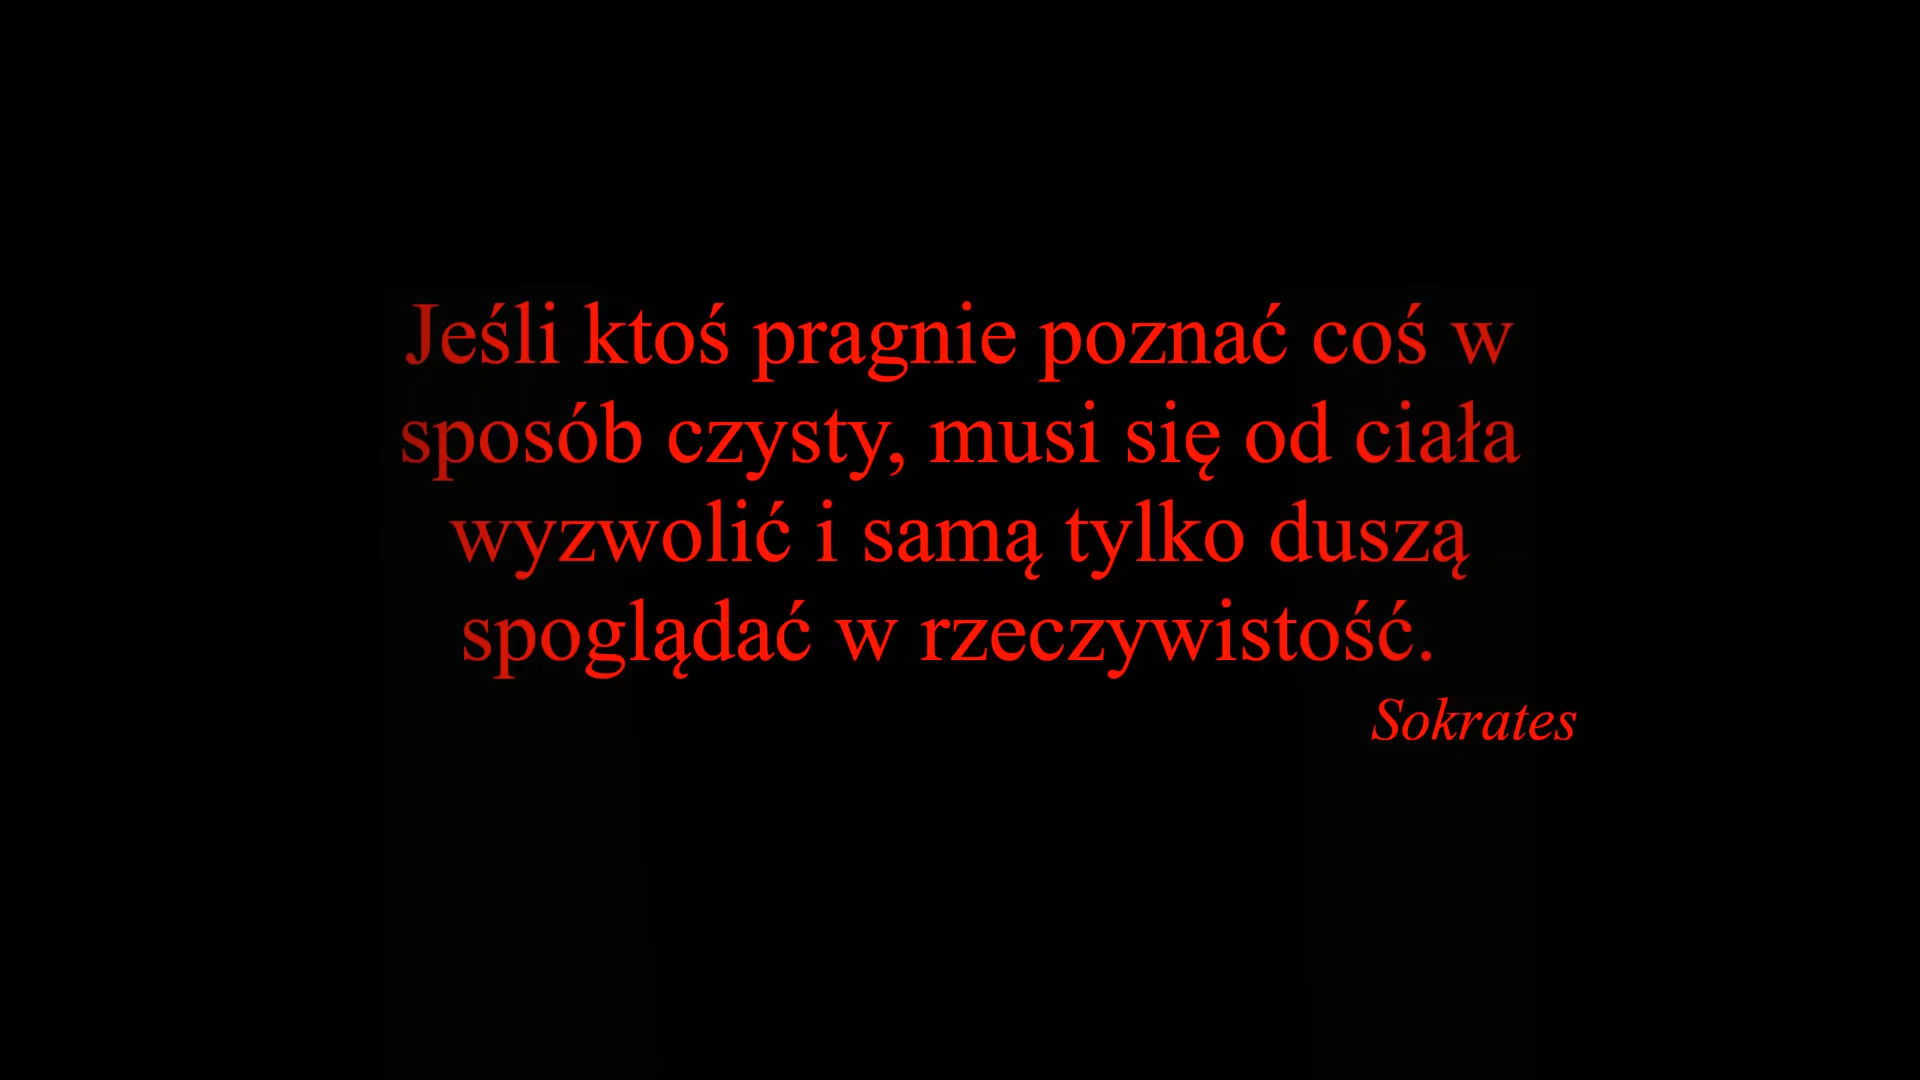 Jeśli ktoś pragnie poznać coś w
sposób czysty, musi się od ciała
wyzwolić i samą tylko duszą
spoglądać w rzeczywistość.
Sokrates